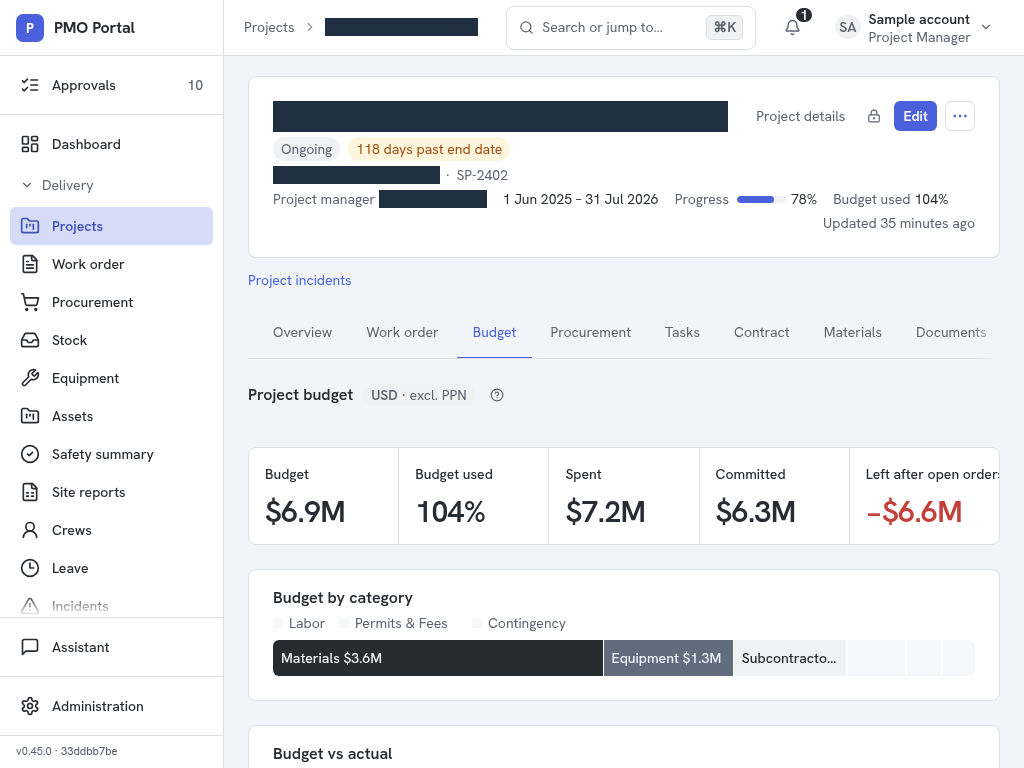 P PMO Portal
Projects
Search or jump to... ⌘K
1
SA Sample account
Project Manager
Approvals 10
Dashboard
Delivery
Projects
Work order
Procurement
Stock
Equipment
Assets
Safety summary
Site reports
Crews
Leave
Incidents
Assistant
Administration
v0.45.0 · 33ddbb7be
Project details Edit
Ongoing 118 days past end date
· SP-2402
Project manager 1 Jun 2025 – 31 Jul 2026 Progress 78% Budget used 104%
Updated 35 minutes ago
Project incidents
Overview Work order Budget Procurement Tasks Contract Materials Documents
Project budget USD · excl. PPN
Budget Budget used Spent Committed Left after open orders
$6.9M 104% $7.2M $6.3M –$6.6M
Budget by category
Labor Permits & Fees Contingency
Materials $3.6M Equipment $1.3M Subcontracto...
Budget vs actual